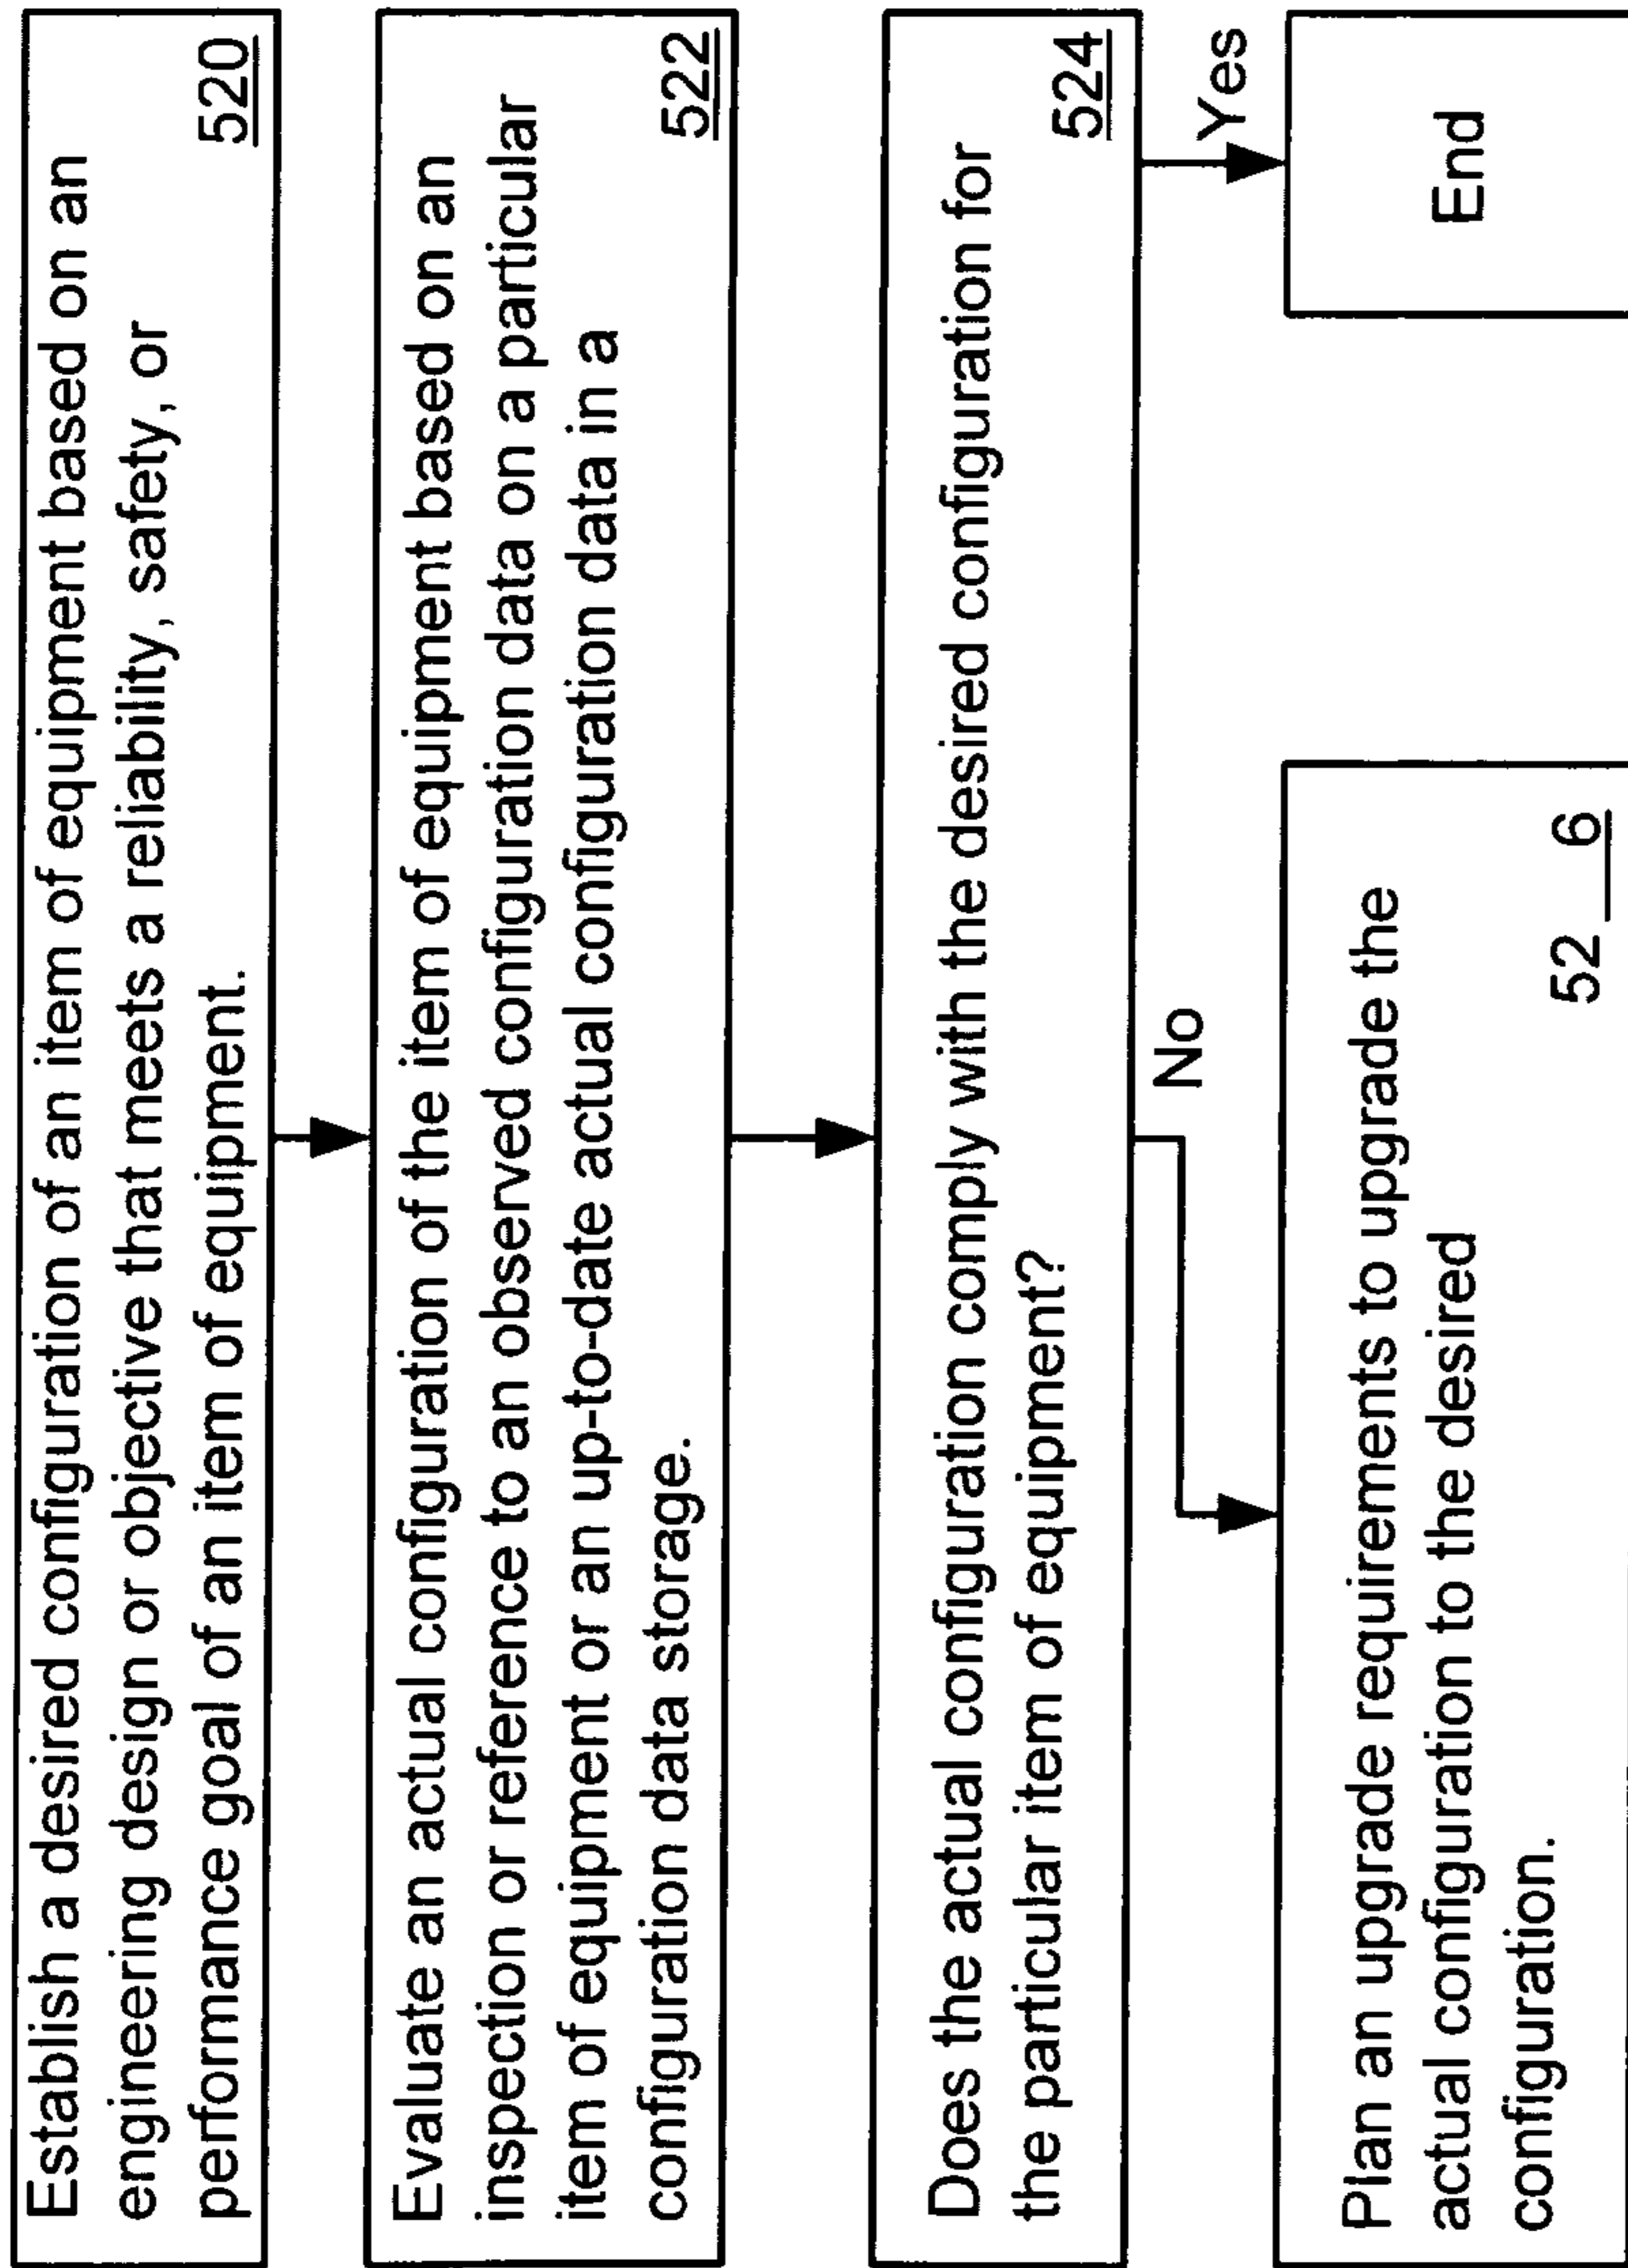 Establish a desired configuration of an item of equipment based on an
engineering design or objective that meets a reliability, safety, or
performance goal of an item of equipment.
520
Evaluate an actual configuration of the item of equipment based on an
inspection or reference to an observed configuration data on a particular
item of equipment or an up-to-date actual configuration data in a
configuration data storage.
522
Does the actual configuration comply with the desired configuration for
the particular item of equipment?
524
No
Yes
Plan an upgrade requirements to upgrade the
actual configuration to the desired
configuration.
52 6
End